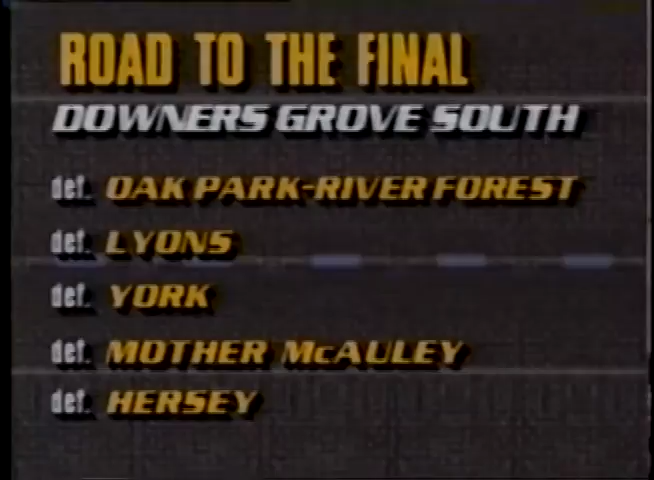 ROAD TO THE FINAL
DOWNERS GROVE SOUTH
def. OAK PARK-RIVER FOREST
def. LYONS
def. YORK
def. MOTHER McAULEY
def. HERSEY